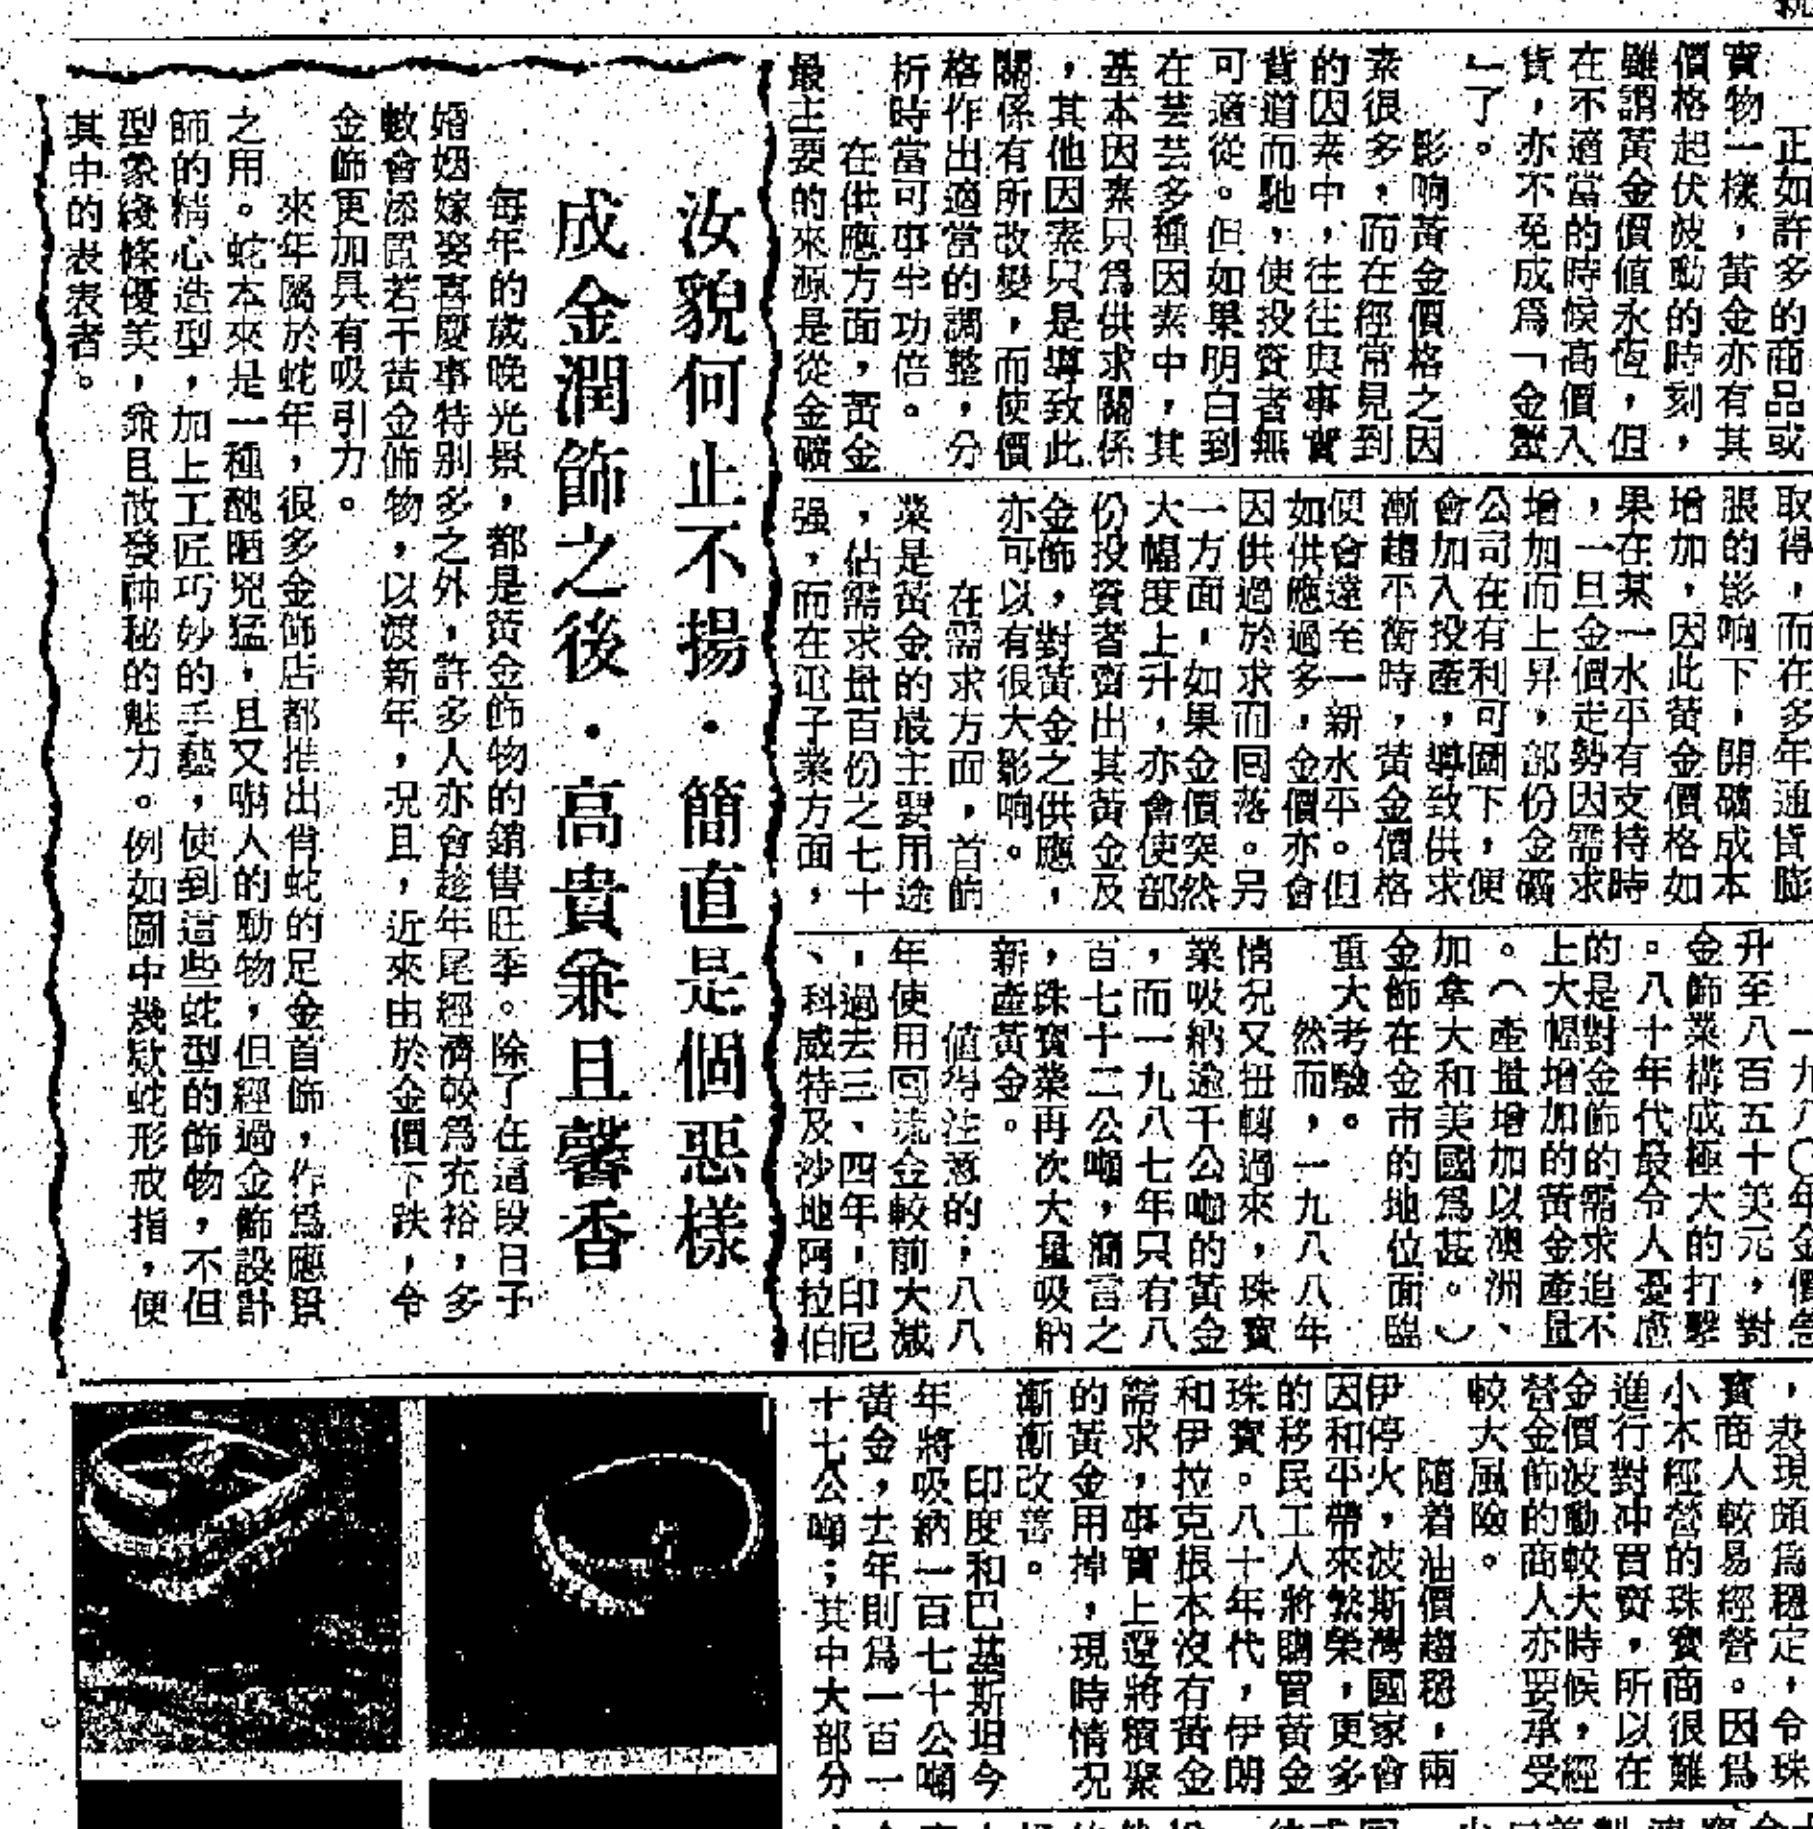 正如許多的商品或
實物一樣，黃金亦有其
價格起伏波動的時刻，
雖謂黃金價值永恆，但
在不適當的時候高價入
貨，亦不免成爲「金蟹
」了。
影响黃金價格之因
素很多，而在經常見到
的因素中，往往與事實
背道而馳，使投資者無
可適從。但如果明白到
在芸芸多種因素中，其
基本因素只爲供求關係
，其他因素只是導致此
關係有所改變，而使價
格作出適當的調整，分
析時當可事半功倍。
在供應方面，黃金
最主要的來源是從金礦
取得，而在多年通貨膨
脹的影响下，開礦成本
增加，因此黃金價格如
果在某一水平有支持時
，一旦金價走勢因需求
增加而上昇，部份金礦
公司在有利可圖下，便
會加入投產，導致供求
漸趨平衡時，黃金價格
便會達至一新水平。但
如供應過多，金價亦會
因供過於求而回落。另
一方面，如果金價突然
大幅度上升，亦會使部
份投資者齎出其黃金及
金飾，對黃金之供應，
亦可以有很大影响。
在需求方面，首飾
業是黃金的最主要用途
，佔需求量百份之七十
强，而在電子業方面，
一九八〇年金價急
升至八百五十美元，對
金飾業構成極大的打擊
。八十年代最令人憂慮
的是對金飾的需求追不
上大幅增加的黃金產量
。（產量增加以澳洲、
加拿大和美國爲甚。）
金飾在金市的地位面臨
重大考驗。
然而，一九八八年
情况又扭轉過來，珠寶
業吸納逾千公噸的黃金
，而一九八七年只有八
百七十二公噸，簡言之
，珠寶業再次大量吸納
新產黃金。
值得注意的，八八
年使用回流金較前大減
，過去三、四年，印尼
、科威特及沙地阿拉伯
，表現頗爲穩定，令珠
寶商人較易經營。因爲
小本經營的珠寶商很難
進行對冲買賣，所以在
金價波動較大時候，經
營金飾的商人亦要承受
較大風險。
隨着油價趨穩，兩
伊停火，波斯灣國家會
因和平帶來繁榮，更多
的移民工人將購買黃金
珠寶。八十年代，伊朗
和伊拉克根本沒有黃金
需求，事實上還將積聚
的黃金用掉，現時情況
漸漸改善。
印度和巴基斯坦今
年將吸納一百七十公噸
黃金，去年則爲一百一
十七公噸；其中大部分
汝貌何止不揚．簡直是個惡樣
成金潤飾之後．高貴兼且馨香
每年的歲晚光景，都是黃金飾物的銷售旺季。除了在這段日子
婚姻嫁娶喜慶事特別多之外，許多人亦會趁年尾經濟較爲充裕，多
數會添置若干黃金飾物，以渡新年，况且，近來由於金價下跌，令
金飾更加具有吸引力。
來年屬於蛇年，很多金飾店都推出肖蛇的足金首飾，作爲應景
之用。蛇本來是一種醜陋兇猛，且又嚇人的動物，但經過金飾設計
師的精心造型，加上工匠巧妙的手藝，使到這些蛇型的飾物，不但
型象綫條優美，兼且散發神秘的魅力。例如圖中幾欵蛇形戒指，便
其中的表表者。